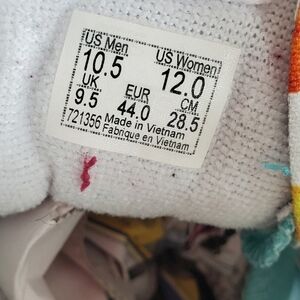 US Men US Women
10.5 12.0
UK EUR CM
9.5 44.0 28.5
721356 Made in Vietnam
Fabriqué en Vietnam